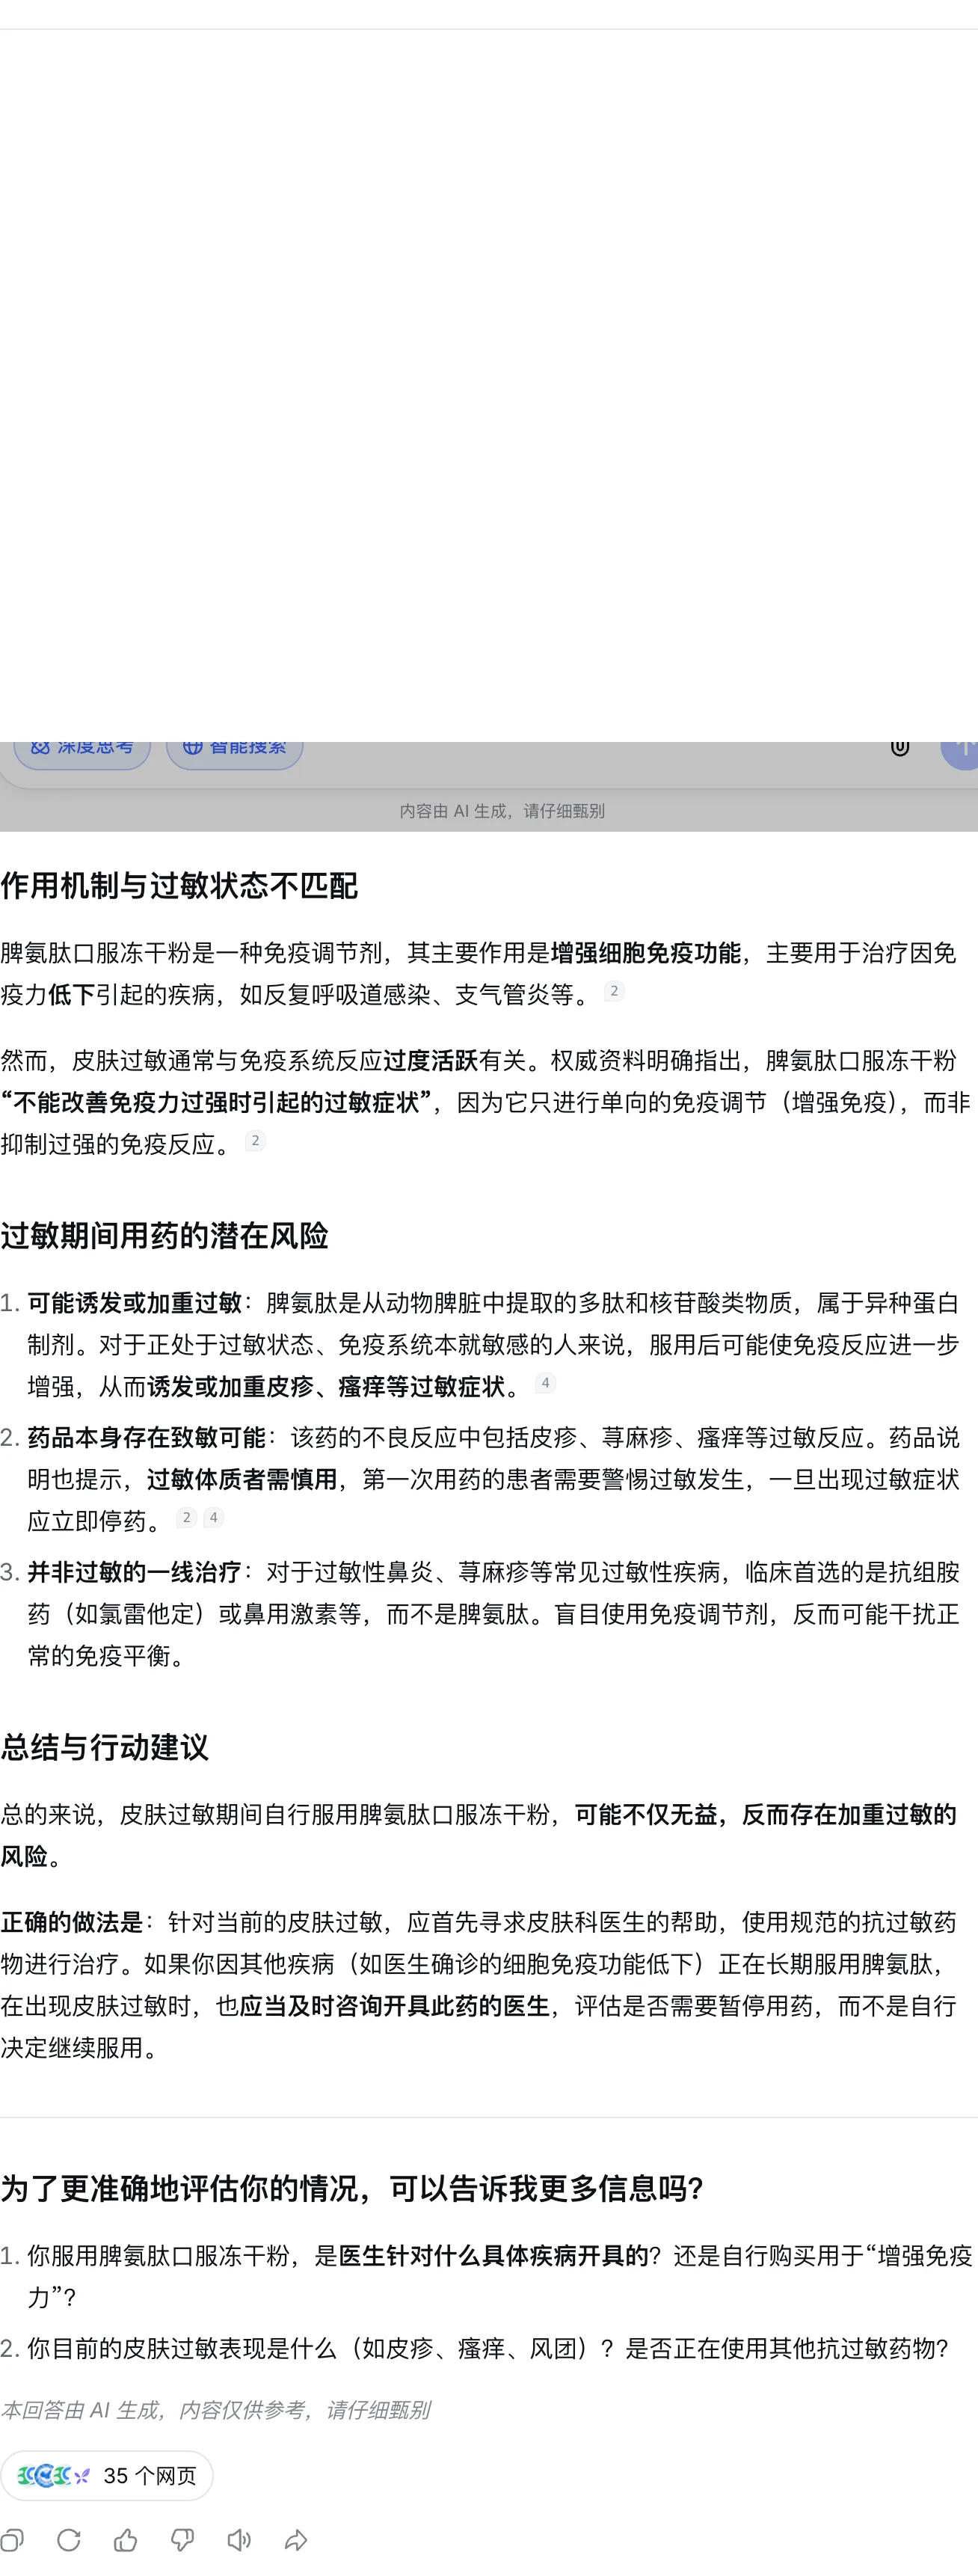 深度思考 智能搜索
内容由 AI 生成，请仔细甄别
作用机制与过敏状态不匹配
脾氨肽口服冻干粉是一种免疫调节剂，其主要作用是增强细胞免疫功能，主要用于治疗因免
疫力低下引起的疾病，如反复呼吸道感染、支气管炎等。 2
然而，皮肤过敏通常与免疫系统反应过度活跃有关。权威资料明确指出，脾氨肽口服冻干粉
“不能改善免疫力过强时引起的过敏症状”，因为它只进行单向的免疫调节（增强免疫），而非
抑制过强的免疫反应。 2
过敏期间用药的潜在风险
1. 可能诱发或加重过敏：脾氨肽是从动物脾脏中提取的多肽和核苷酸类物质，属于异种蛋白
制剂。对于正处于过敏状态、免疫系统本就敏感的人来说，服用后可能使免疫反应进一步
增强，从而诱发或加重皮疹、瘙痒等过敏症状。 4
2. 药品本身存在致敏可能：该药的不良反应中包括皮疹、荨麻疹、瘙痒等过敏反应。药品说
明也提示，过敏体质者需慎用，第一次用药的患者需要警惕过敏发生，一旦出现过敏症状
应立即停药。 2 4
3. 并非过敏的一线治疗：对于过敏性鼻炎、荨麻疹等常见过敏性疾病，临床首选的是抗组胺
药（如氯雷他定）或鼻用激素等，而不是脾氨肽。盲目使用免疫调节剂，反而可能干扰正
常的免疫平衡。
总结与行动建议
总的来说，皮肤过敏期间自行服用脾氨肽口服冻干粉，可能不仅无益，反而存在加重过敏的
风险。
正确的做法是：针对当前的皮肤过敏，应首先寻求皮肤科医生的帮助，使用规范的抗过敏药
物进行治疗。如果你因其他疾病（如医生确诊的细胞免疫功能低下）正在长期服用脾氨肽，
在出现皮肤过敏时，也应当及时咨询开具此药的医生，评估是否需要暂停用药，而不是自行
决定继续服用。
为了更准确地评估你的情况，可以告诉我更多信息吗？
1. 你服用脾氨肽口服冻干粉，是医生针对什么具体疾病开具的？还是自行购买用于“增强免疫
力”？
2. 你目前的皮肤过敏表现是什么（如皮疹、瘙痒、风团）？是否正在使用其他抗过敏药物？
本回答由 AI 生成，内容仅供参考，请仔细甄别
35 个网页